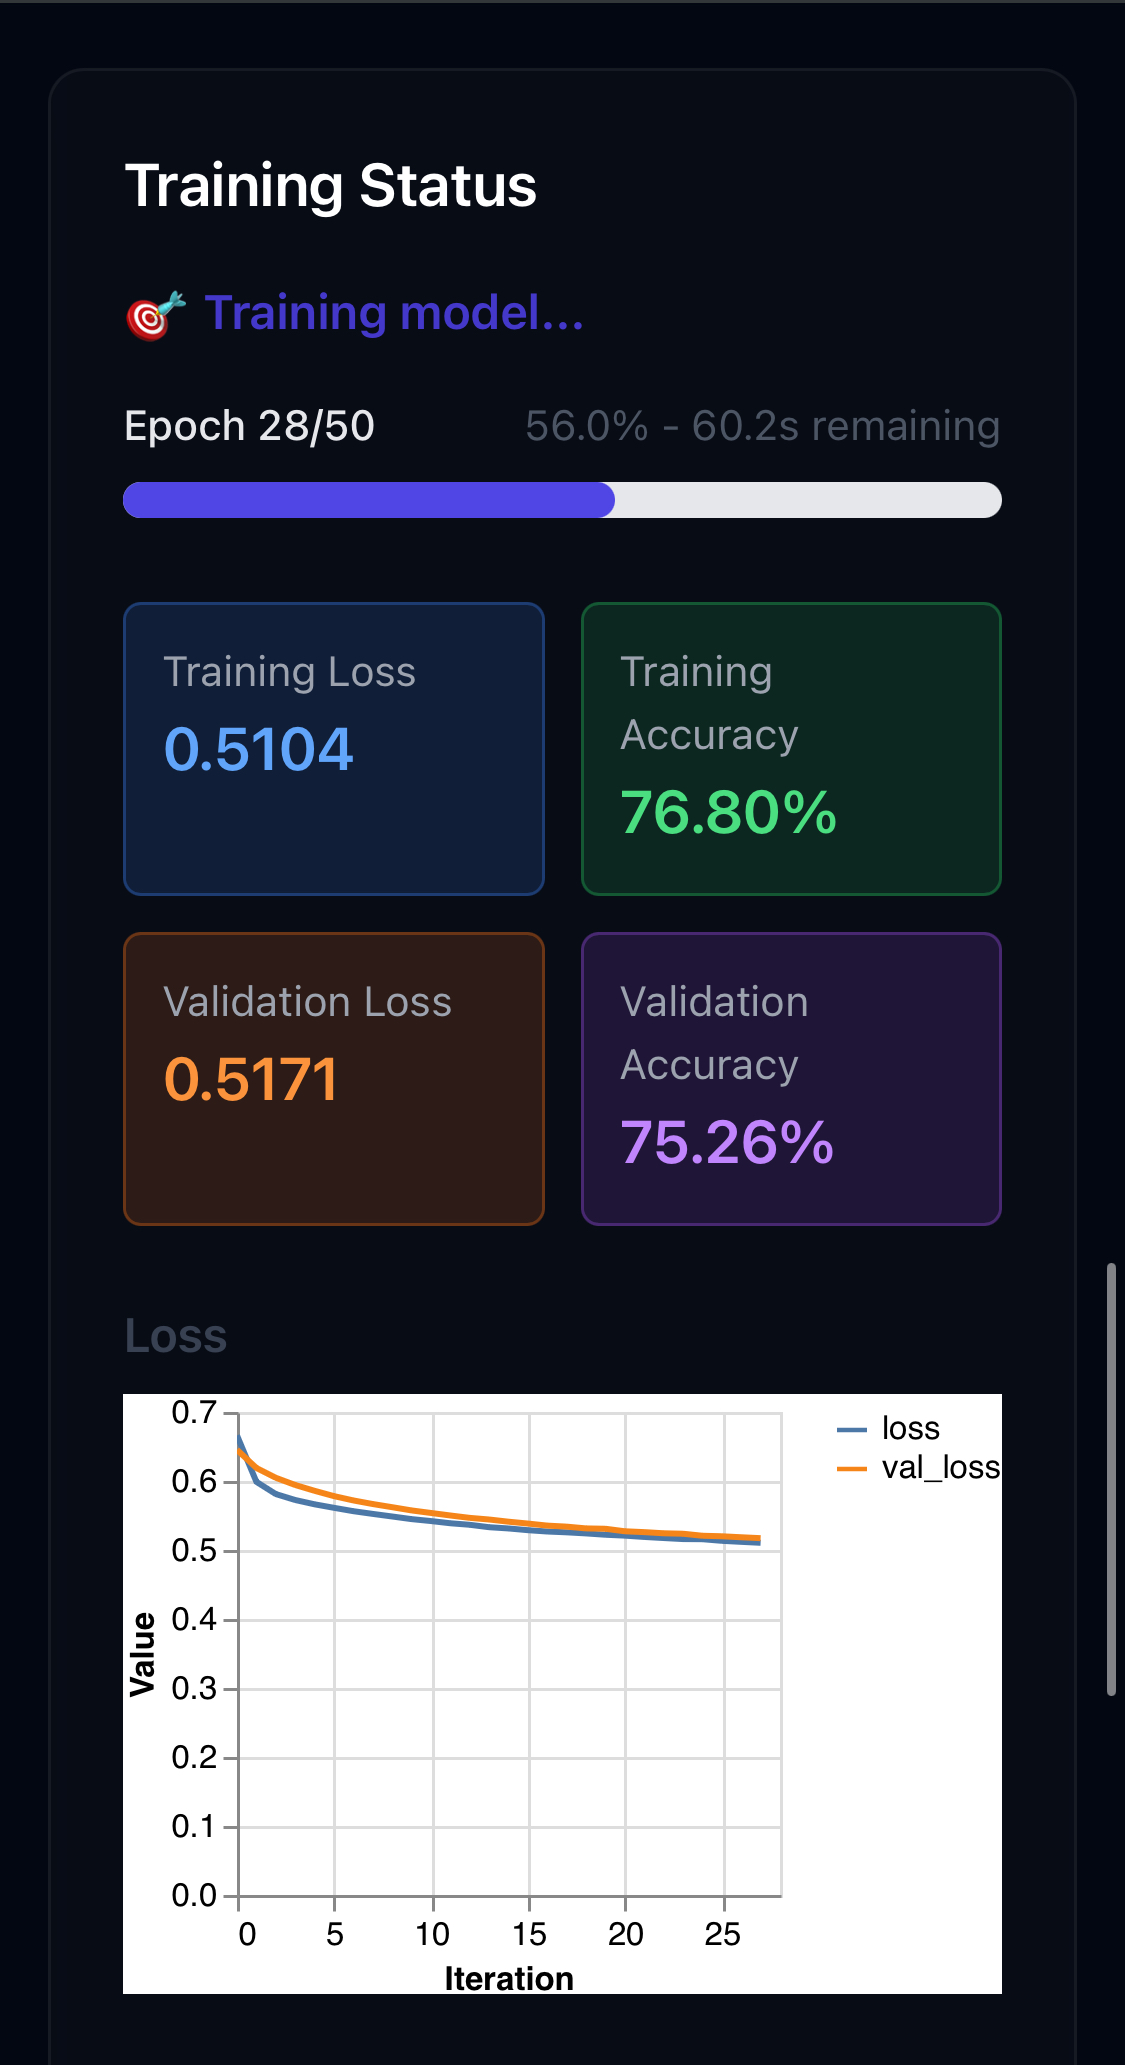 Training Status
🎯 Training model...
Epoch 28/50 56.0% - 60.2s remaining
Training Loss
0.5104
Training
Accuracy
76.80%
Validation Loss
0.5171
Validation
Accuracy
75.26%
Loss
0.7
0.6
0.5
0.4
0.3
0.2
0.1
0.0
Value
0 5 10 15 20 25
Iteration
loss
val_loss